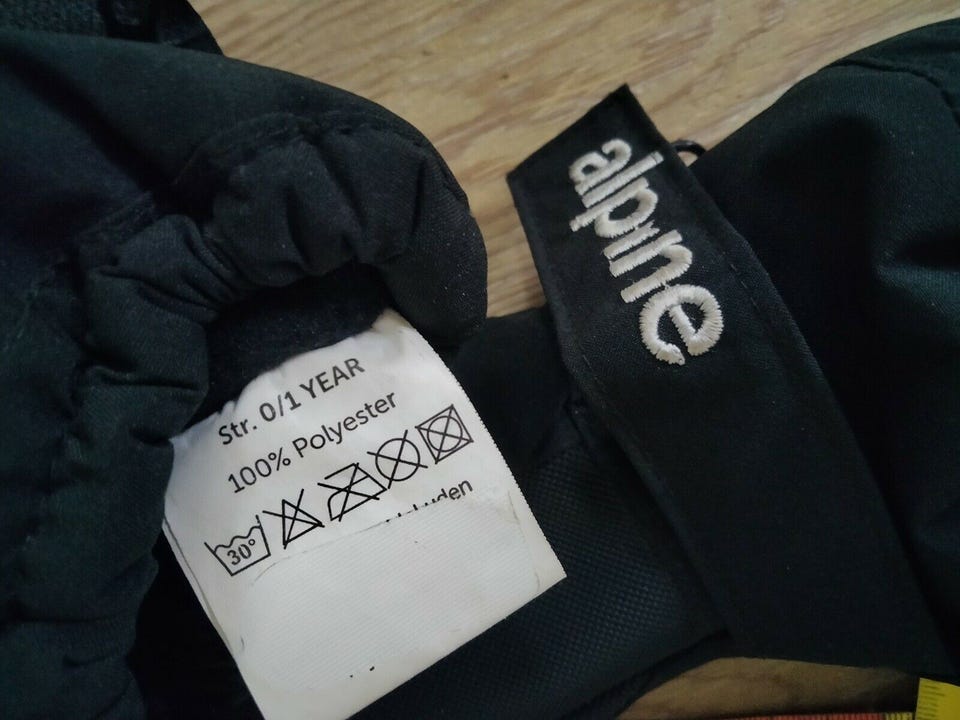 alpine
Str. 0/1 YEAR
100% Polyester
30°